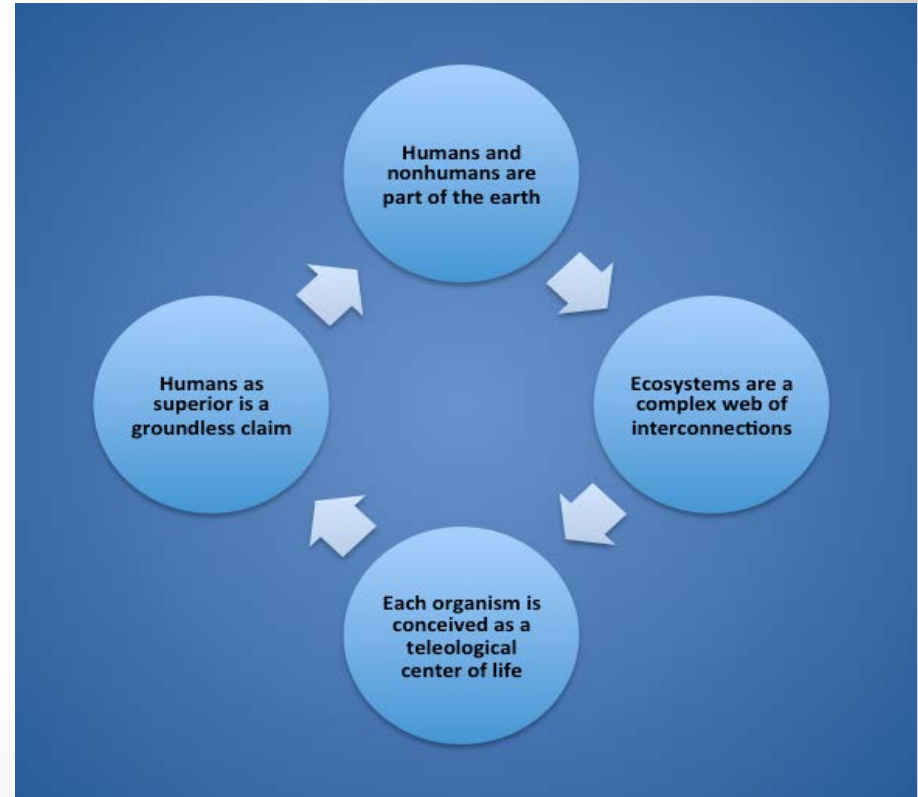 Humans and
nonhumans are
part of the earth
Ecosystems are a
complex web of
interconnections
Each organism is
conceived as a
teleological
center of life
Humans as
superior is a
groundless claim